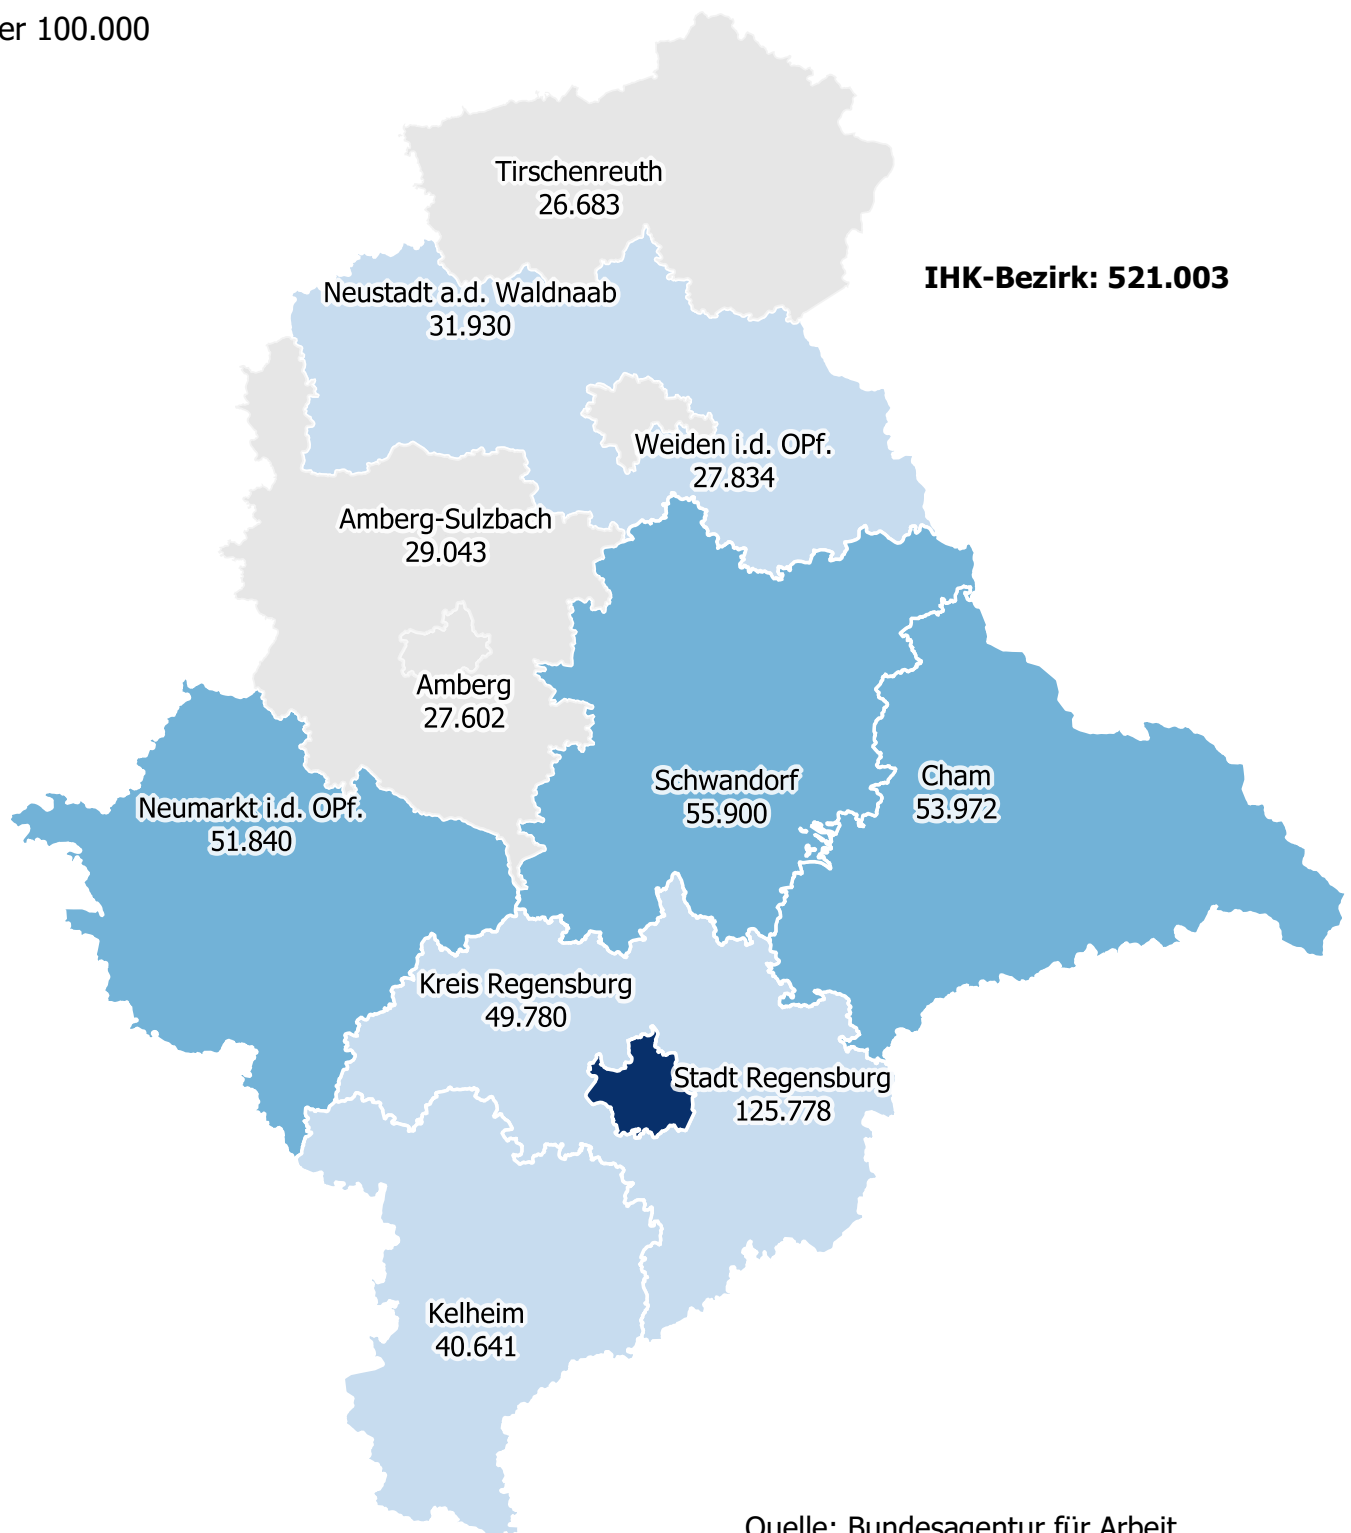 er 100.000
Tirschenreuth
26.683
IHK-Bezirk: 521.003
Neustadt a.d. Waldnaab
31.930
Weiden i.d. OPf.
27.834
Amberg-Sulzbach
29.043
Amberg
27.602
Schwandorf
55.900
Cham
53.972
Neumarkt i.d. OPf.
51.840
Kreis Regensburg
49.780
Stadt Regensburg
125.778
Kelheim
40.641
Quelle: Bundesagentur für Arbeit